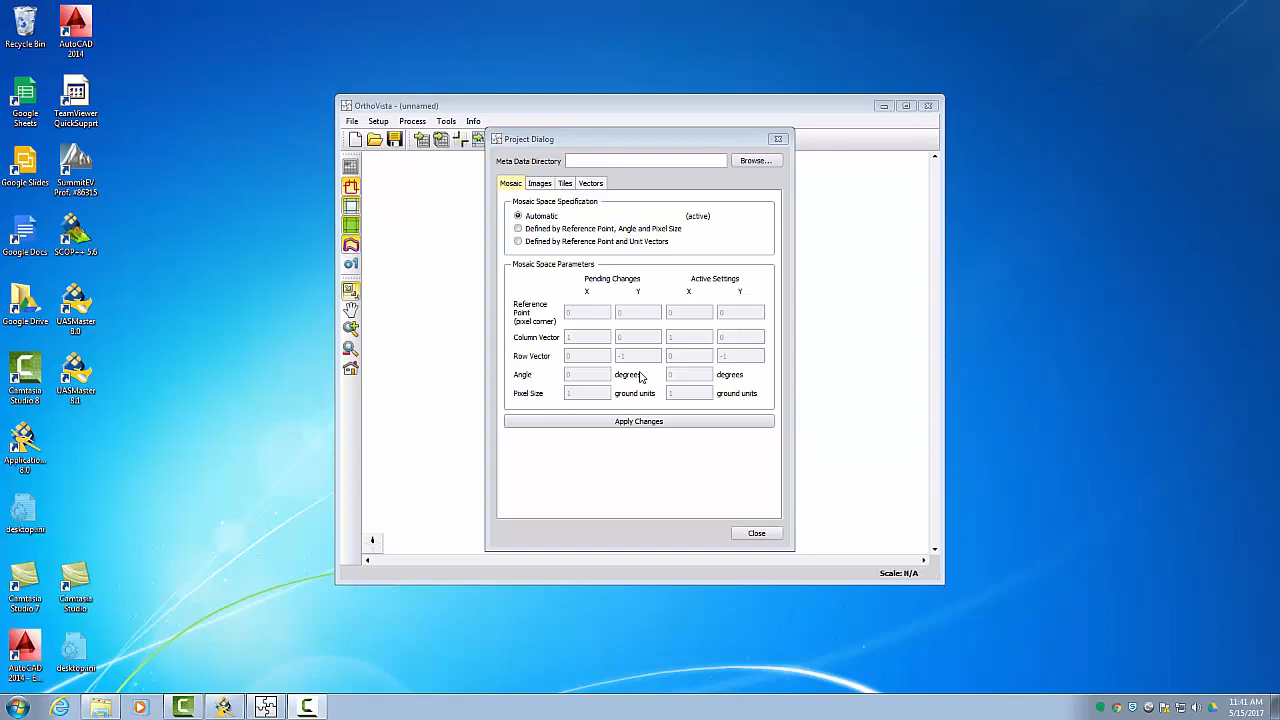 Recycle Bin
AutoCAD
2014
Google
Sheets
TeamViewer
QuickSupprt
Google Slides
SummitEV
Prof. #86315
Google Docs
SCOP++ 5.6
Google Drive
UASMaster
8.0
Camtasia
Studio 8
UASMaster
8.1
Applicatio...
8.0
desktop.ini
Camtasia
Studio 7
Camtasia
Studio
AutoCAD
2014 - E...
desktop.ini
OrthoVista - (unnamed)
File Setup Process Tools Info
Project Dialog
Meta Data Directory Browse...
Mosaic Images Tiles Vectors
Mosaic Space Specification
Automatic (active)
Defined by Reference Point, Angle and Pixel Size
Defined by Reference Point and Unit Vectors
Mosaic Space Parameters
Pending Changes Active Settings
X Y X Y
Reference
Point
(pixel corner)
0 0 0 0
Column Vector 1 0 1 0
Row Vector 0 -1 0 -1
Angle 0 degrees 0 degrees
Pixel Size 1 ground units 1 ground units
Apply Changes
Close
Scale: N/A
11:41 AM
5/15/2017